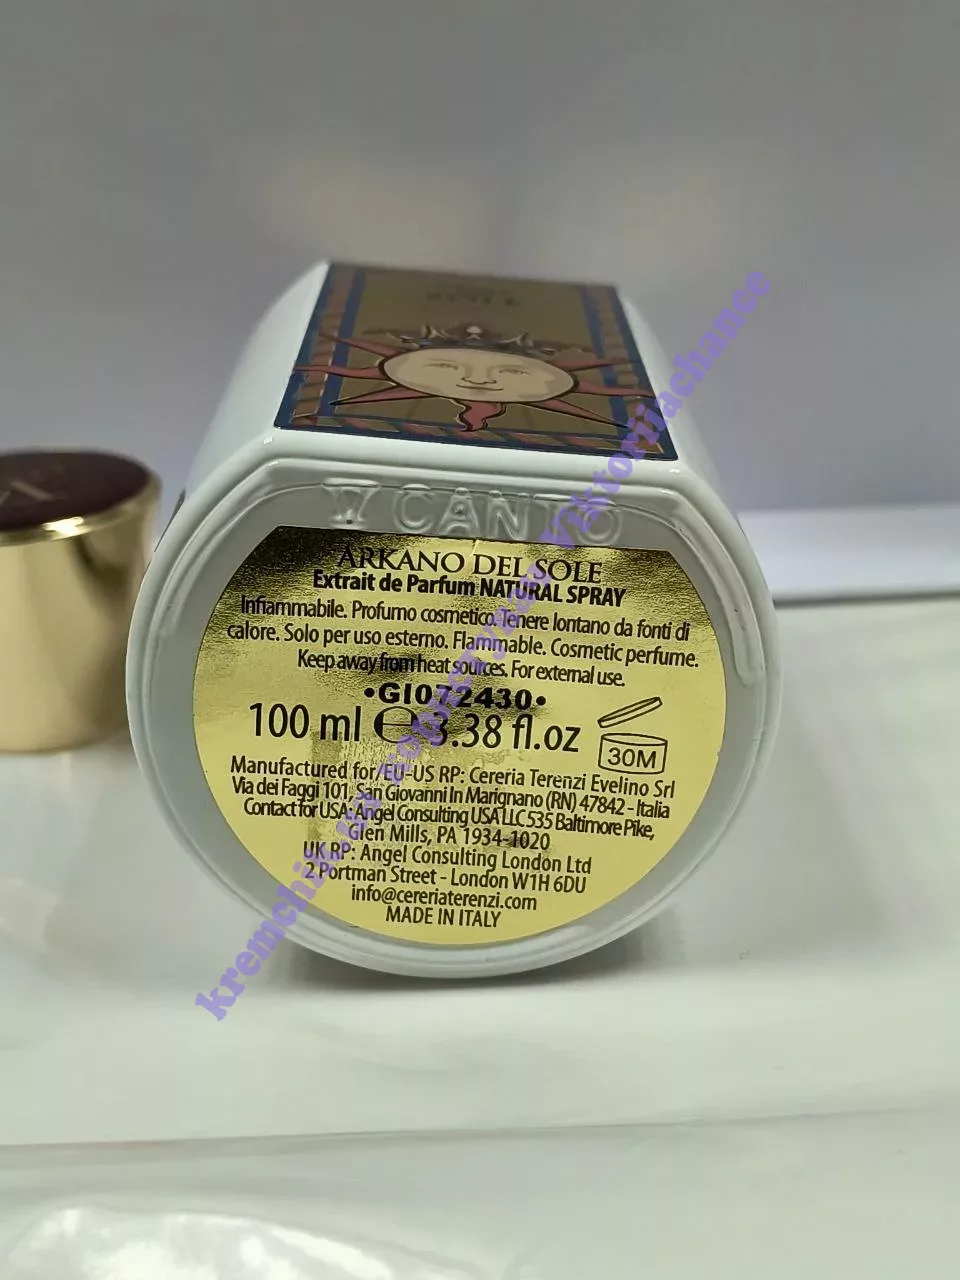 V CANTO
ARKANO DEL SOLE
Extrait de Parfum NATURAL SPRAY
Infiammabile. Profumo cosmetico. Tenere lontano da fonti di
calore. Solo per uso esterno. Flammable. Cosmetic perfume.
Keep away from heat sources. For external use.
•GI072430•
100 ml ℮ 3.38 fl.oz
30M
Manufactured for/EU-US RP: Cereria Terenzi Evelino Srl
Via dei Faggi 101, San Giovanni In Marignano (RN) 47842 - Italia
Contact for USA: Angel Consulting USA LLC 535 Baltimore Pike,
Glen Mills, PA 1934-1020
UK RP: Angel Consulting London Ltd
2 Portman Street - London W1H 6DU
info@cereriaterenzi.com
MADE IN ITALY
Viktoriiachance